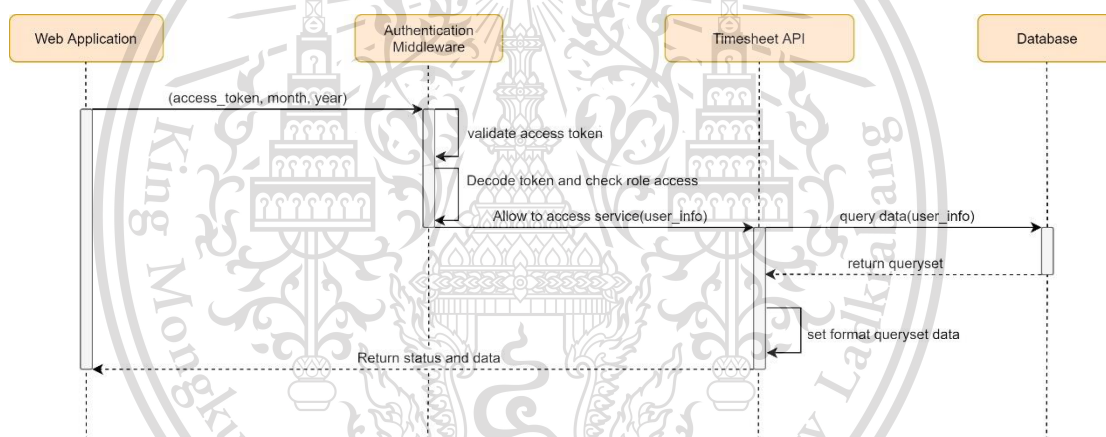 Web Application
Authentication
Middleware
Timesheet API
Database
(access_token, month, year)
validate access token
Decode token and check role access
Allow to access service(user_info)
query data(user_info)
return queryset
set format queryset data
Return status and data
King Mongku
y Ladkrabang